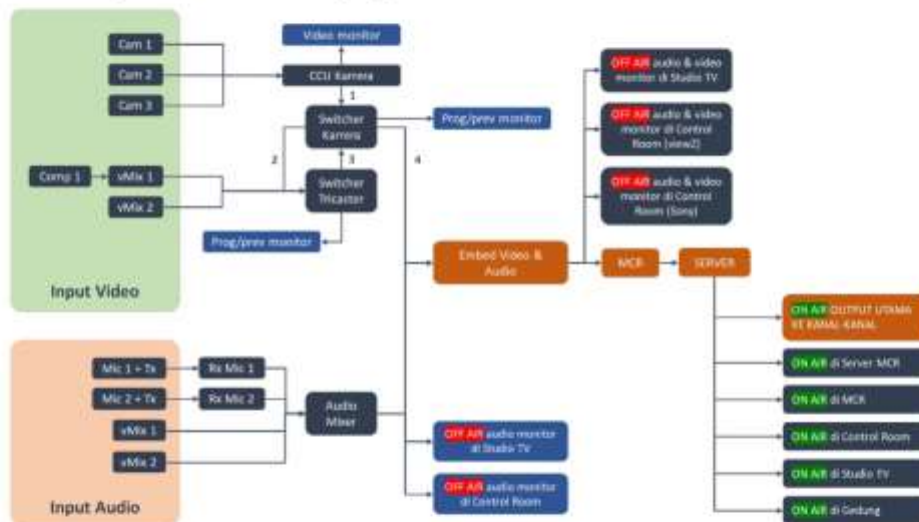 Cam 1
Cam 2
Cam 3
Comp 1
vMix 1
vMix 2
Input Video
Video monitor
CCU Karrera
1
Switcher
Karrera
2
3
4
Switcher
Tricaster
Prog/prev monitor
Prog/prev monitor
OFF AIR audio & video
monitor di Studio TV
OFF AIR audio & video
monitor di Control
Room (view2)
OFF AIR audio & video
monitor di Control
Room (Sony)
Embed Video &
Audio
MCR
SERVER
ON AIR OUTPUT UTAMA
KE KANAL-KANAL
ON AIR di Server MCR
ON AIR di MCR
ON AIR di Control Room
ON AIR di Studio TV
ON AIR di Gedung
Mic 1 + Tx
Rx Mic 1
Mic 2 + Tx
Rx Mic 2
vMix 1
vMix 2
Audio
Mixer
Input Audio
OFF AIR audio monitor
di Studio TV
OFF AIR audio monitor
di Control Room